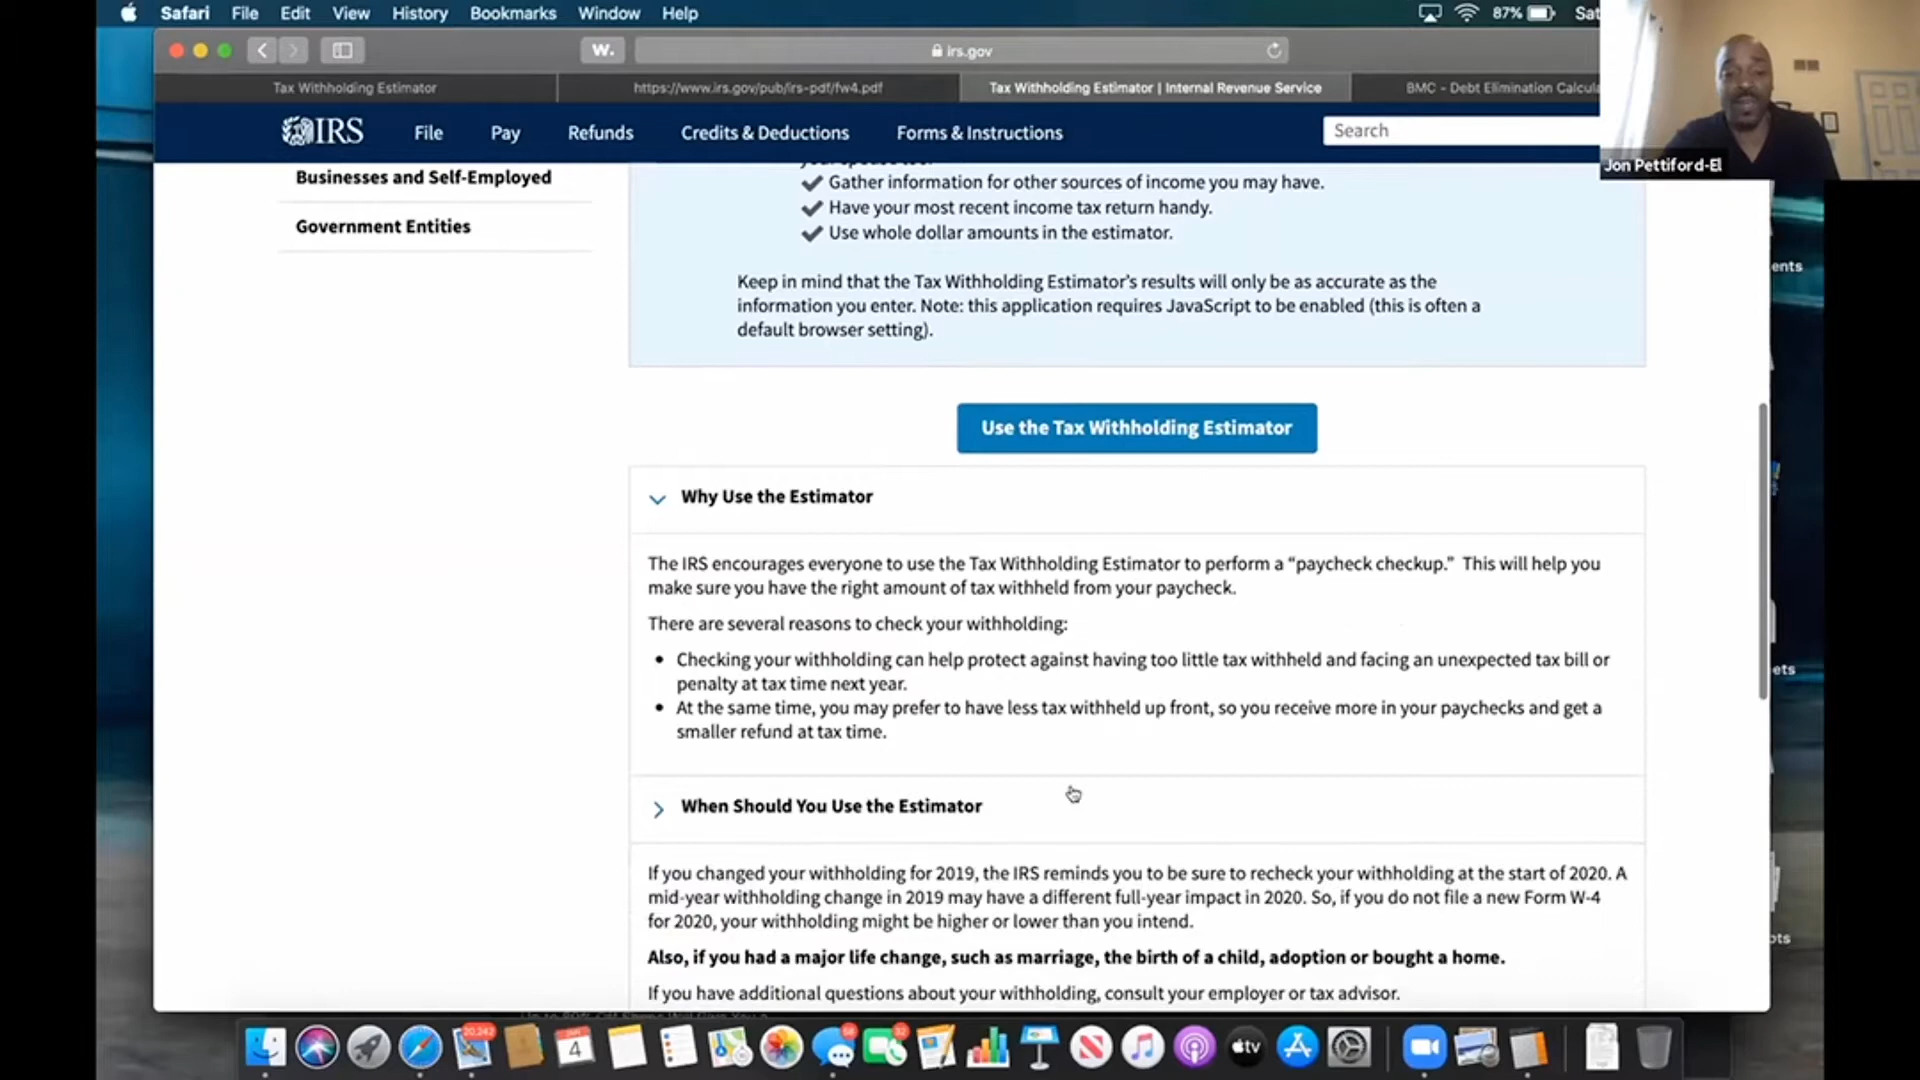 Safari File Edit View History Bookmarks Window Help 87% Sat
W. irs.gov
Tax Withholding Estimator https://www.irs.gov/pub/irs-pdf/fw4.pdf Tax Withholding Estimator | Internal Revenue Service BMC - Debt Elimination Calcula
IRS File Pay Refunds Credits & Deductions Forms & Instructions Search
Jon Pettiford-El
Businesses and Self-Employed
Government Entities
your spouse too.
Gather information for other sources of income you may have.
Have your most recent income tax return handy.
Use whole dollar amounts in the estimator.
Keep in mind that the Tax Withholding Estimator's results will only be as accurate as the
information you enter. Note: this application requires JavaScript to be enabled (this is often a
default browser setting).
Use the Tax Withholding Estimator
Why Use the Estimator
The IRS encourages everyone to use the Tax Withholding Estimator to perform a “paycheck checkup.” This will help you
make sure you have the right amount of tax withheld from your paycheck.
There are several reasons to check your withholding:
• Checking your withholding can help protect against having too little tax withheld and facing an unexpected tax bill or
penalty at tax time next year.
• At the same time, you may prefer to have less tax withheld up front, so you receive more in your paychecks and get a
smaller refund at tax time.
When Should You Use the Estimator
If you changed your withholding for 2019, the IRS reminds you to be sure to recheck your withholding at the start of 2020. A
mid-year withholding change in 2019 may have a different full-year impact in 2020. So, if you do not file a new Form W-4
for 2020, your withholding might be higher or lower than you intend.
Also, if you had a major life change, such as marriage, the birth of a child, adoption or bought a home.
If you have additional questions about your withholding, consult your employer or tax advisor.
ents
ets
ots
20,242
4
tv